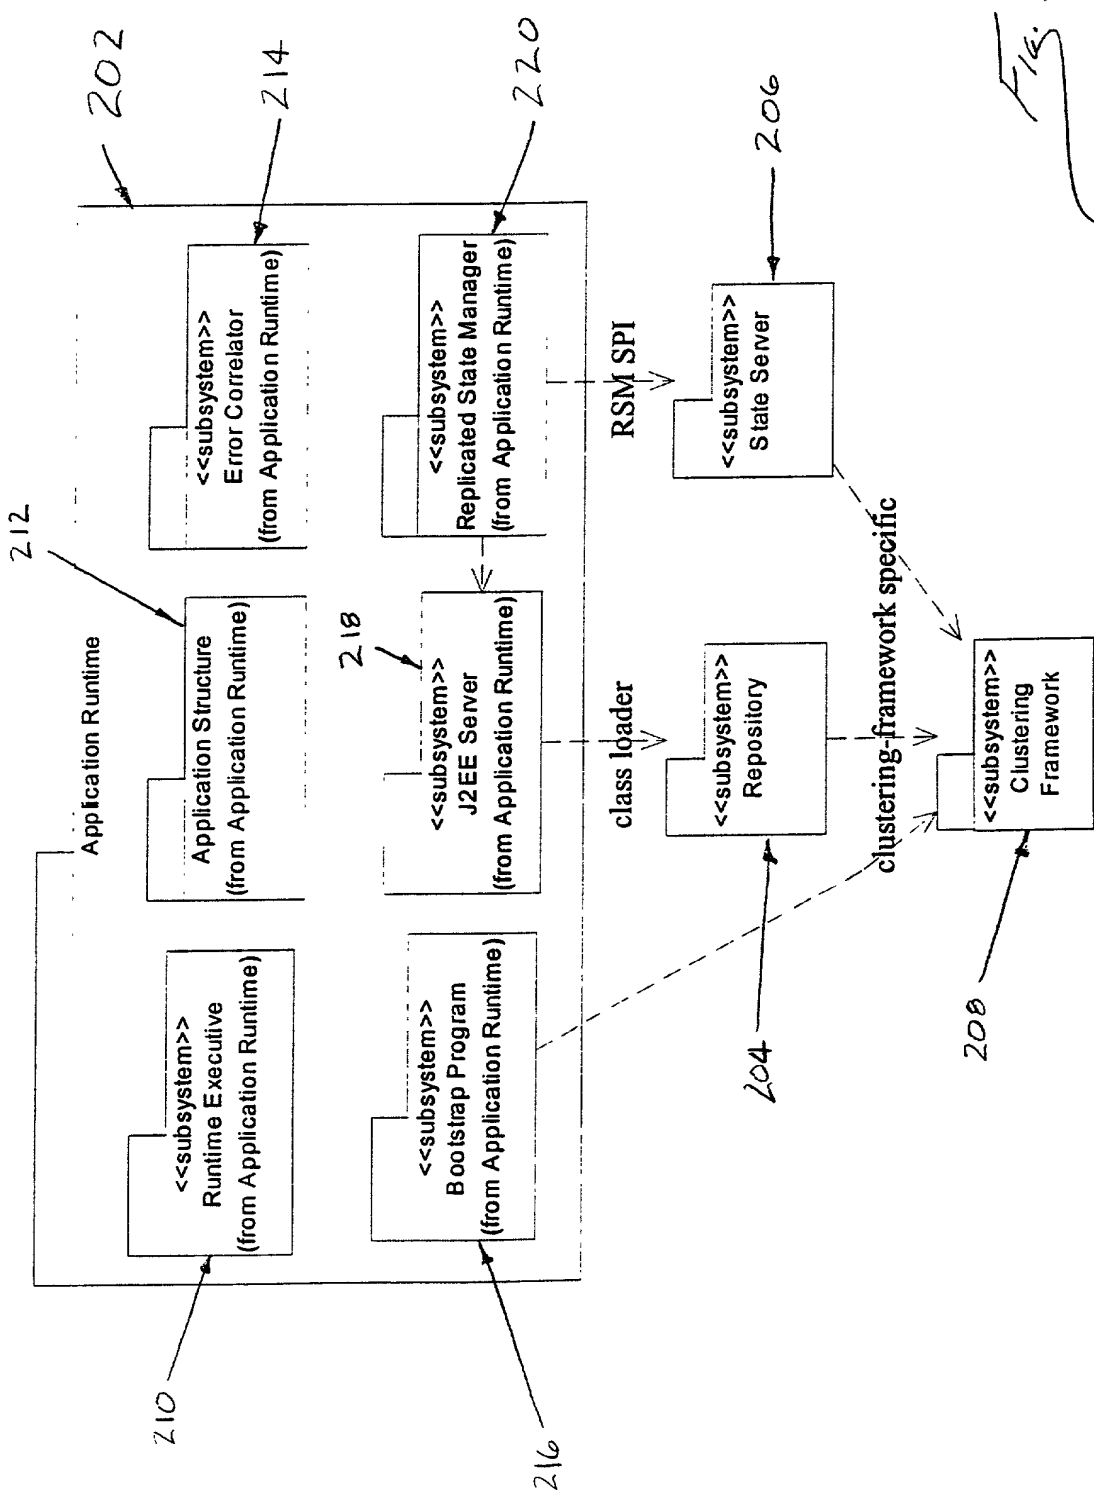 Application Runtime
202
<<subsystem>>
Runtime Executive
(from Application Runtime)
210
Application Structure
(from Application Runtime)
212
<<subsystem>>
Error Correlator
(from Application Runtime)
214
<<subsystem>>
Bootstrap Program
(from Application Runtime)
216
218
<<subsystem>>
J2EE Server
(from Application Runtime)
<<subsystem>>
Replicated State Manager
(from Application Runtime)
220
class loader
RSM SPI
<<subsystem>>
Repository
204
<<subsystem>>
State Server
206
clustering-framework specific
<<subsystem>>
Clustering
Framework
208
Fig.